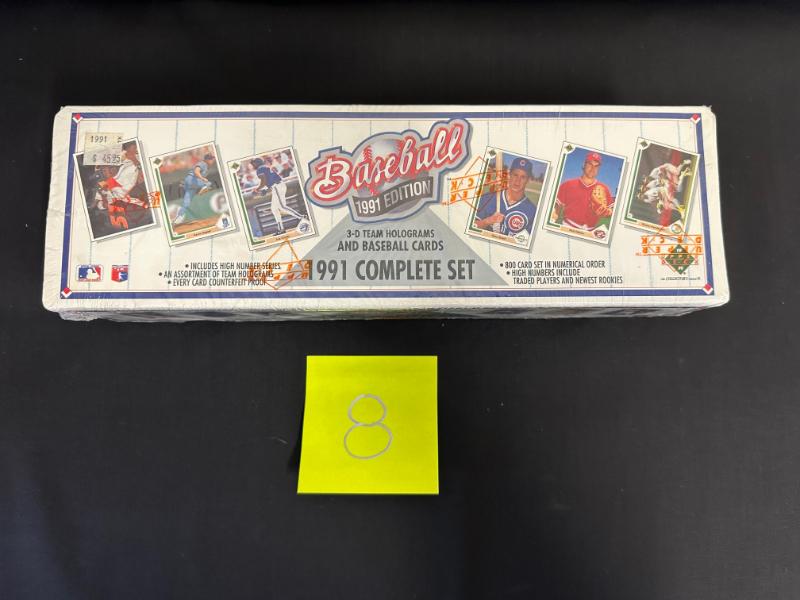 1991
$ 45.95
Baseball
1991 EDITION
3-D TEAM HOLOGRAMS
AND BASEBALL CARDS
1991 COMPLETE SET
• INCLUDES HIGH NUMBER SERIES
• AN ASSORTMENT OF TEAM HOLOGRAMS
• EVERY CARD COUNTERFEIT PROOF
• 800 CARD SET IN NUMERICAL ORDER
• HIGH NUMBERS INCLUDE
TRADED PLAYERS AND NEWEST ROOKIES
8